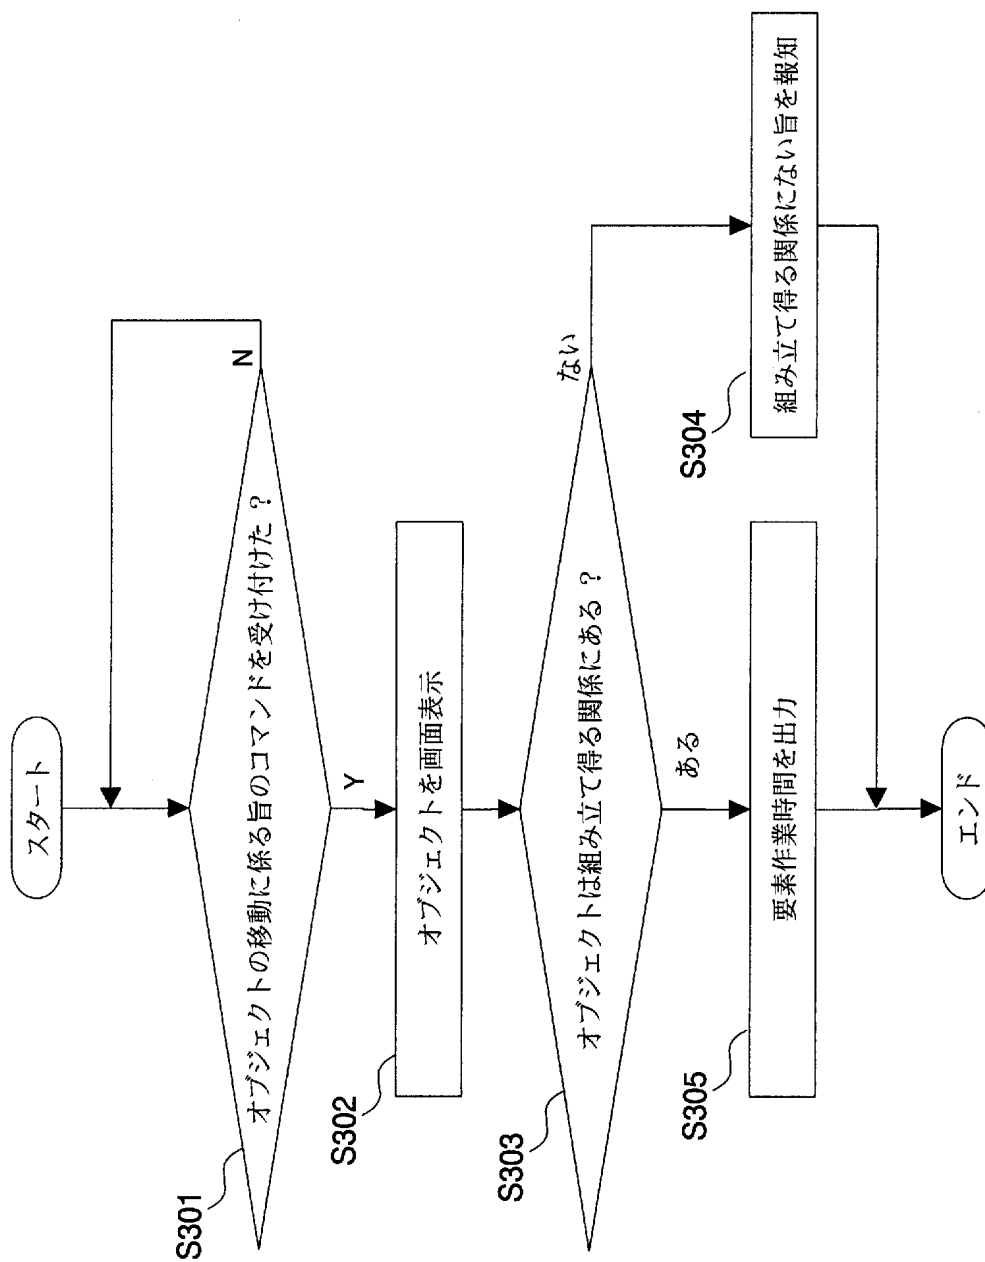 スタート
S301
オブジェクトの移動に係る旨のコマンドを受け付けた？
N
Y
S302
オブジェクトを画面表示
S303
オブジェクトは組み立て得る関係にある？
ない
ある
S304
組み立て得る関係にない旨を報知
S305
要素作業時間を出力
エンド